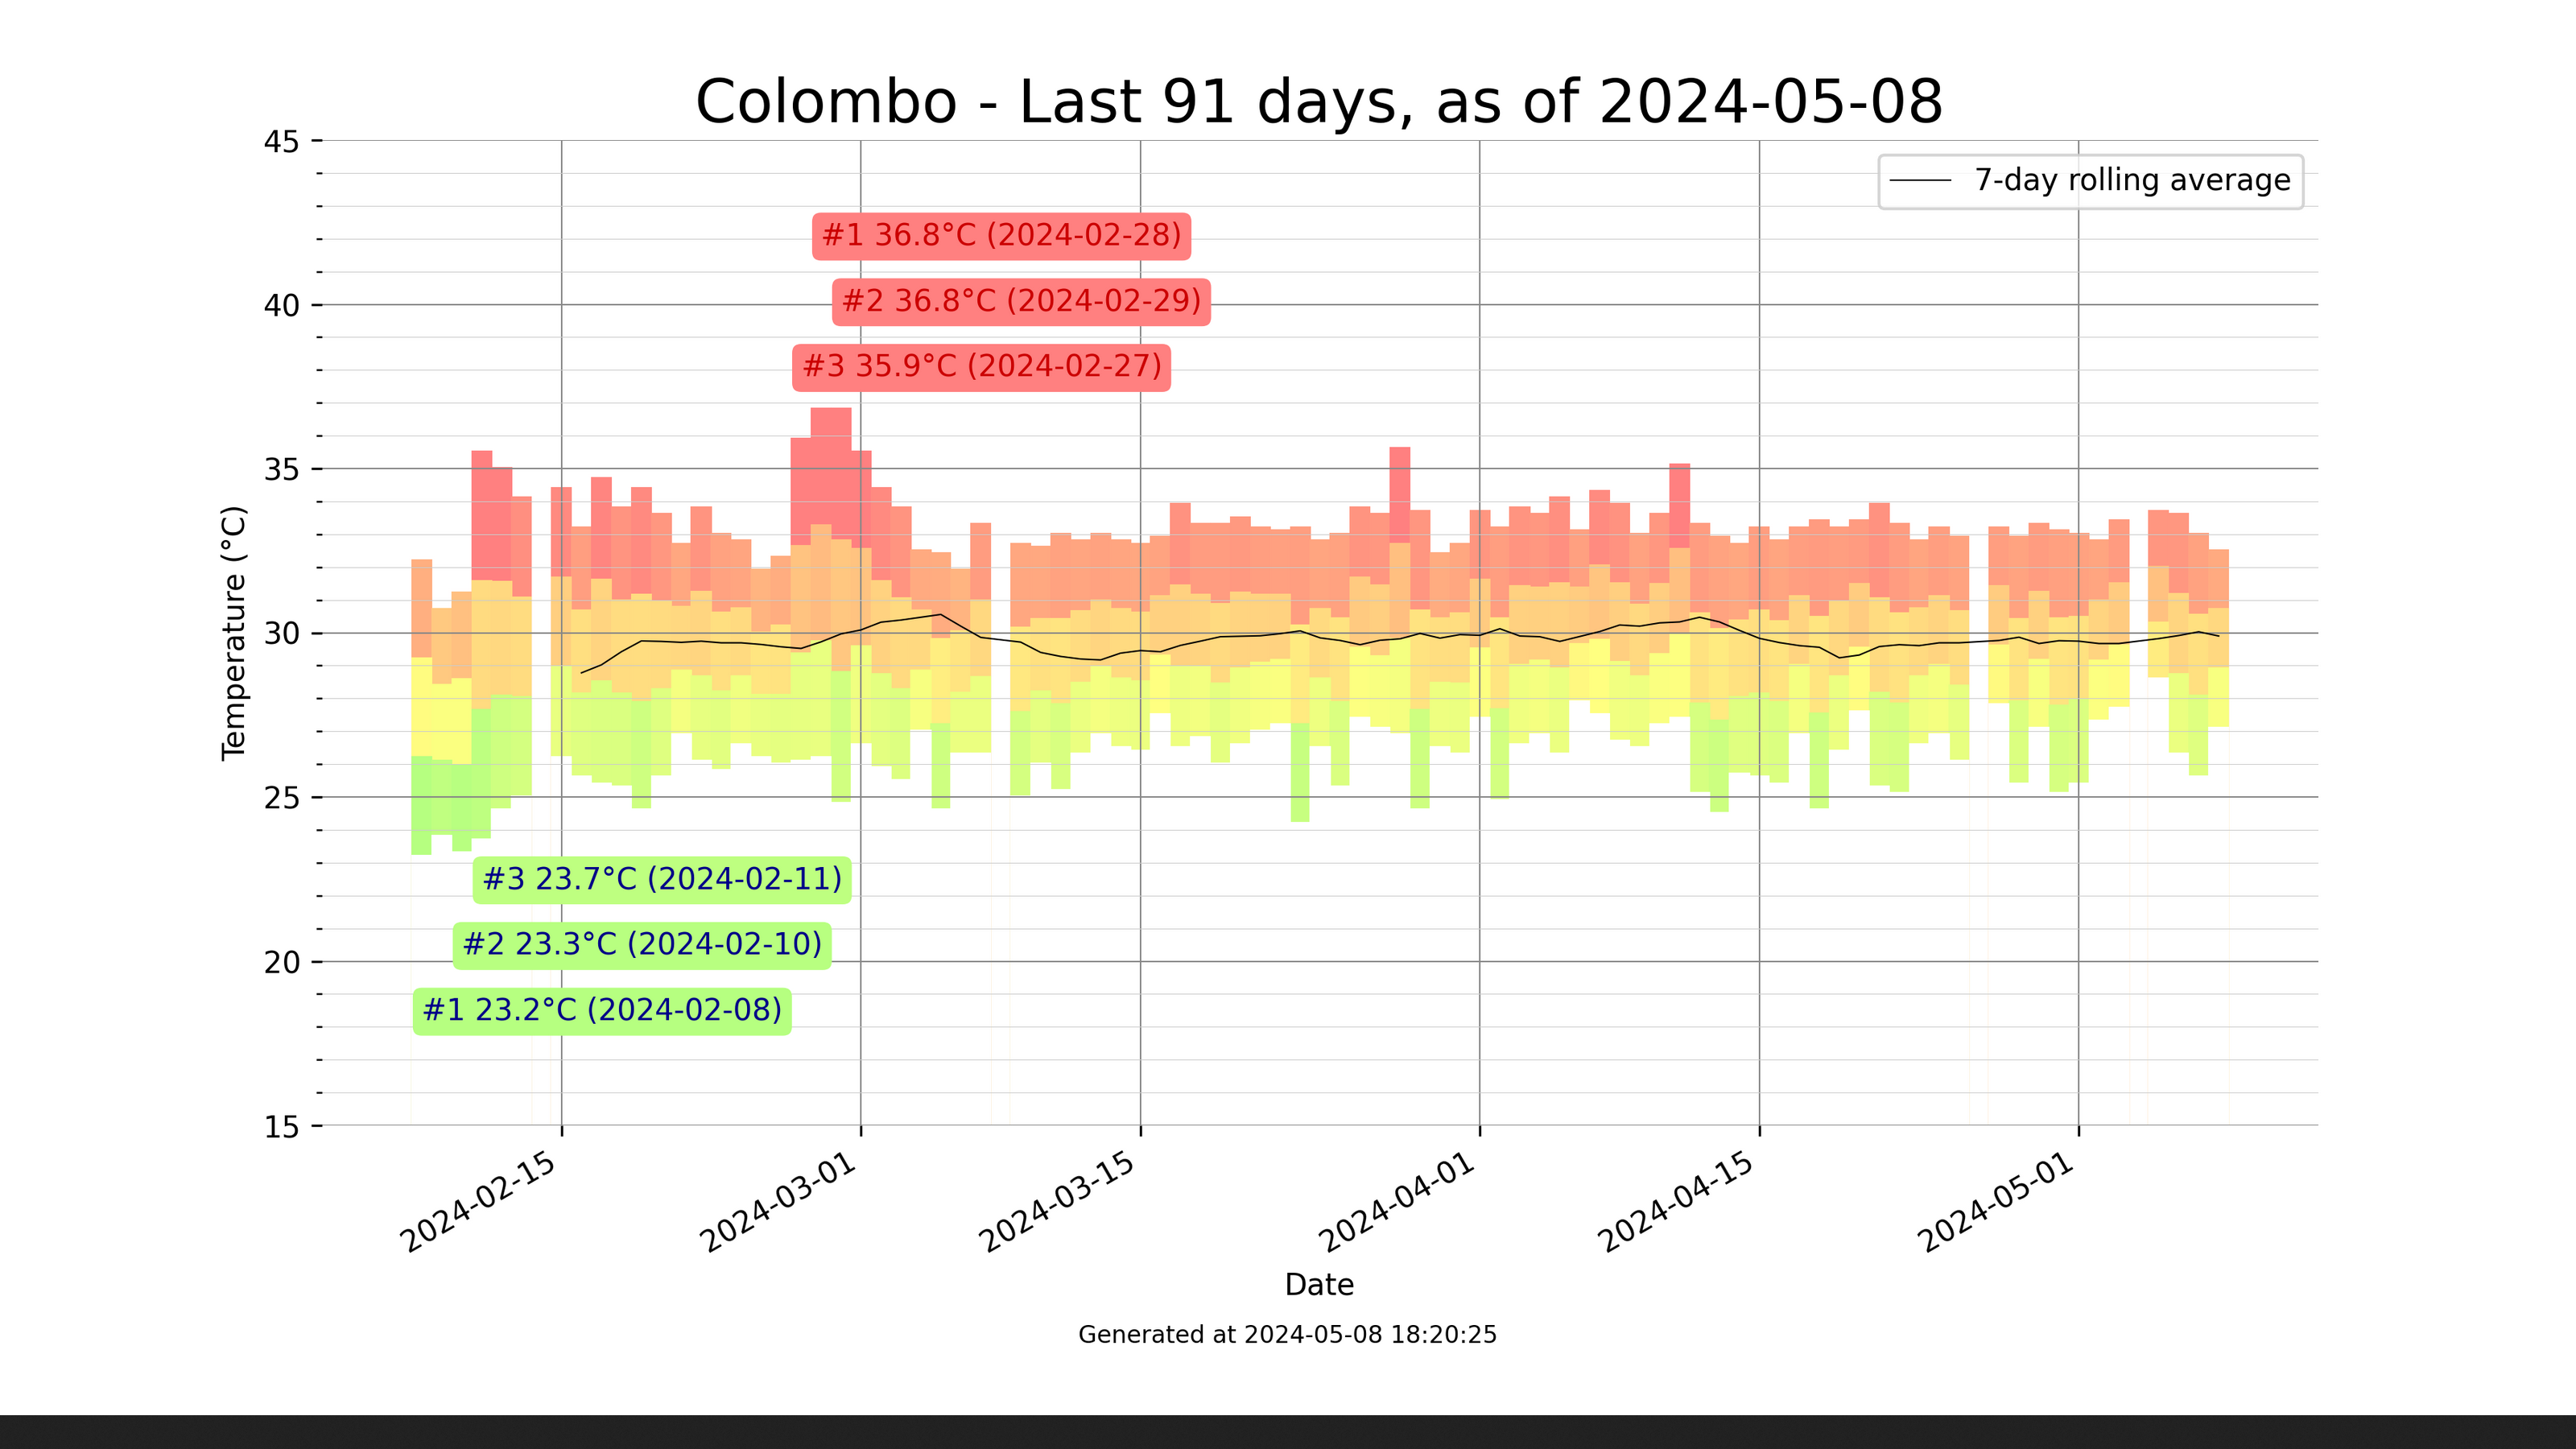 Colombo - Last 91 days, as of 2024-05-08
45
7-day rolling average
#1 36.8°C (2024-02-28)
40
#2 36.8°C (2024-02-29)
#3 35.9°C (2024-02-27)
35
Temperature (°C)
30
25
#3 23.7°C (2024-02-11)
#2 23.3°C (2024-02-10)
20
#1 23.2°C (2024-02-08)
15
2024-02-15
2024-03-01
2024-03-15
2024-04-01
2024-04-15
2024-05-01
Date
Generated at 2024-05-08 18:20:25